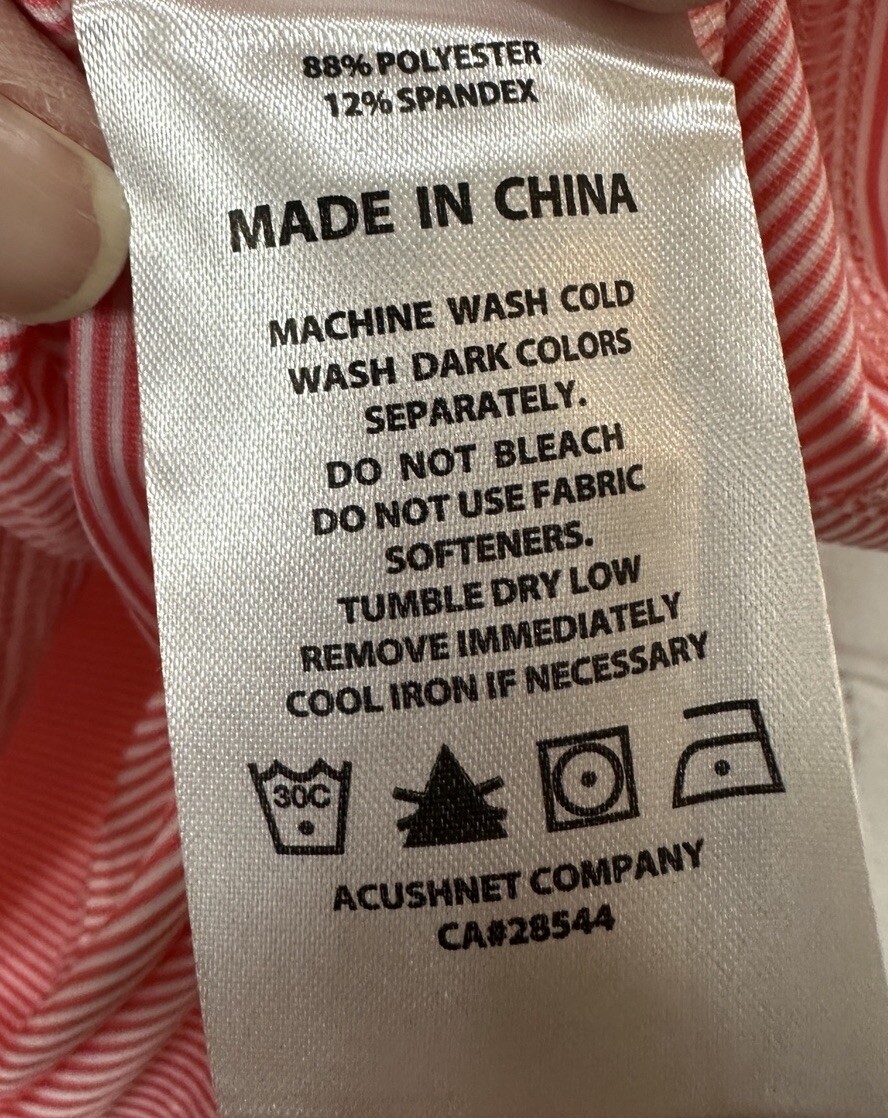 88% POLYESTER
12% SPANDEX
MADE IN CHINA
MACHINE WASH COLD
WASH DARK COLORS
SEPARATELY.
DO NOT BLEACH
DO NOT USE FABRIC
SOFTENERS.
TUMBLE DRY LOW
REMOVE IMMEDIATELY
COOL IRON IF NECESSARY
30C
ACUSHNET COMPANY
CA#28544